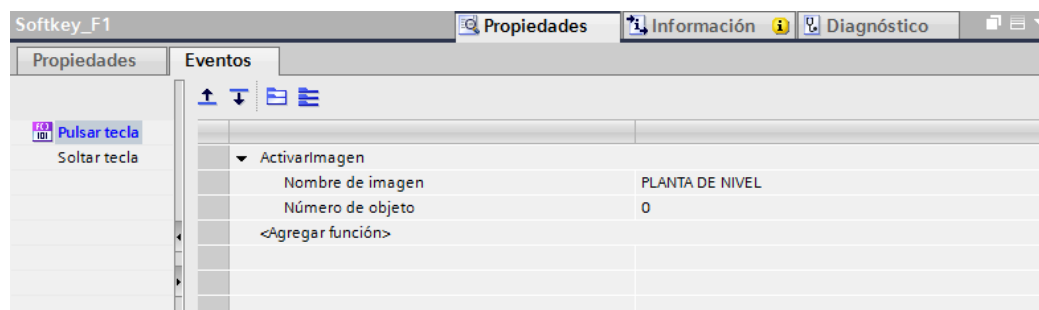 Softkey_F1 Propiedades Información Diagnóstico
Propiedades Eventos
Pulsar tecla
Soltar tecla
ActivarImagen
Nombre de imagen PLANTA DE NIVEL
Número de objeto 0
<Agregar función>